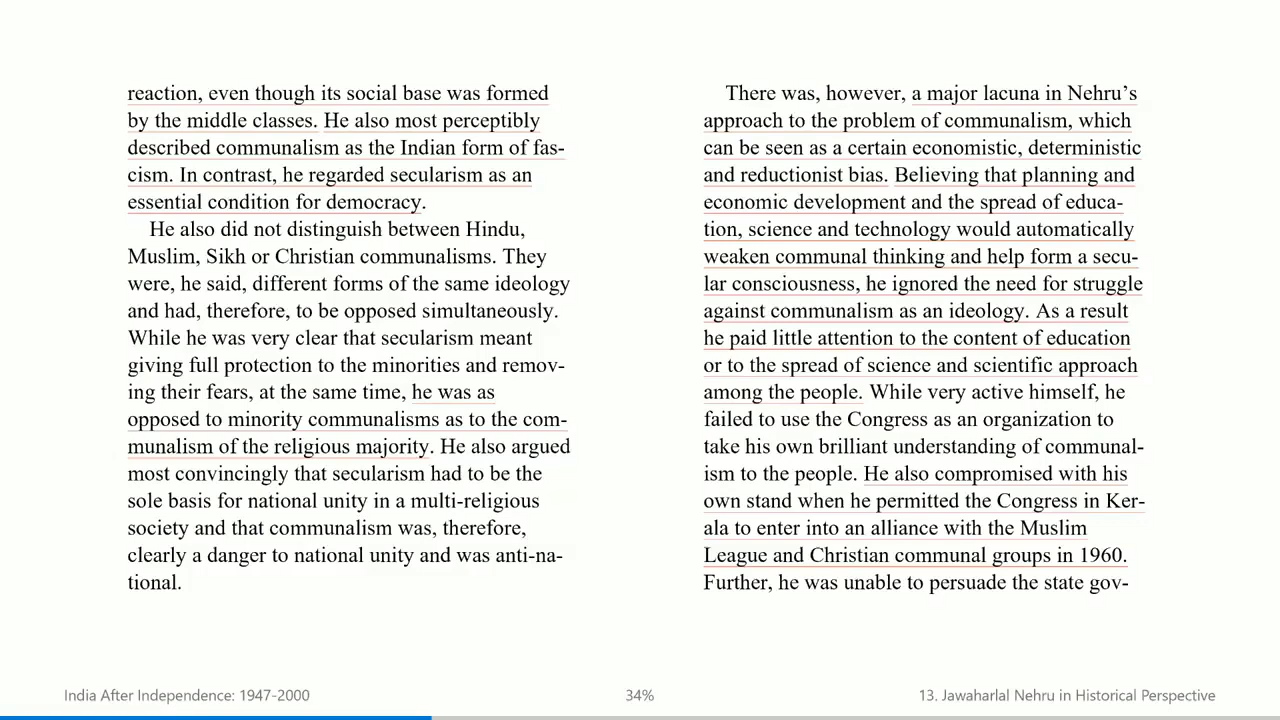 reaction, even though its social base was formed
by the middle classes. He also most perceptibly
described communalism as the Indian form of fas-
cism. In contrast, he regarded secularism as an
essential condition for democracy.
He also did not distinguish between Hindu,
Muslim, Sikh or Christian communalisms. They
were, he said, different forms of the same ideology
and had, therefore, to be opposed simultaneously.
While he was very clear that secularism meant
giving full protection to the minorities and remov-
ing their fears, at the same time, he was as
opposed to minority communalisms as to the com-
munalism of the religious majority. He also argued
most convincingly that secularism had to be the
sole basis for national unity in a multi-religious
society and that communalism was, therefore,
clearly a danger to national unity and was anti-na-
tional.
There was, however, a major lacuna in Nehru’s
approach to the problem of communalism, which
can be seen as a certain economistic, deterministic
and reductionist bias. Believing that planning and
economic development and the spread of educa-
tion, science and technology would automatically
weaken communal thinking and help form a secu-
lar consciousness, he ignored the need for struggle
against communalism as an ideology. As a result
he paid little attention to the content of education
or to the spread of science and scientific approach
among the people. While very active himself, he
failed to use the Congress as an organization to
take his own brilliant understanding of communal-
ism to the people. He also compromised with his
own stand when he permitted the Congress in Ker-
ala to enter into an alliance with the Muslim
League and Christian communal groups in 1960.
Further, he was unable to persuade the state gov-
India After Independence: 1947-2000
34%
13. Jawaharlal Nehru in Historical Perspective